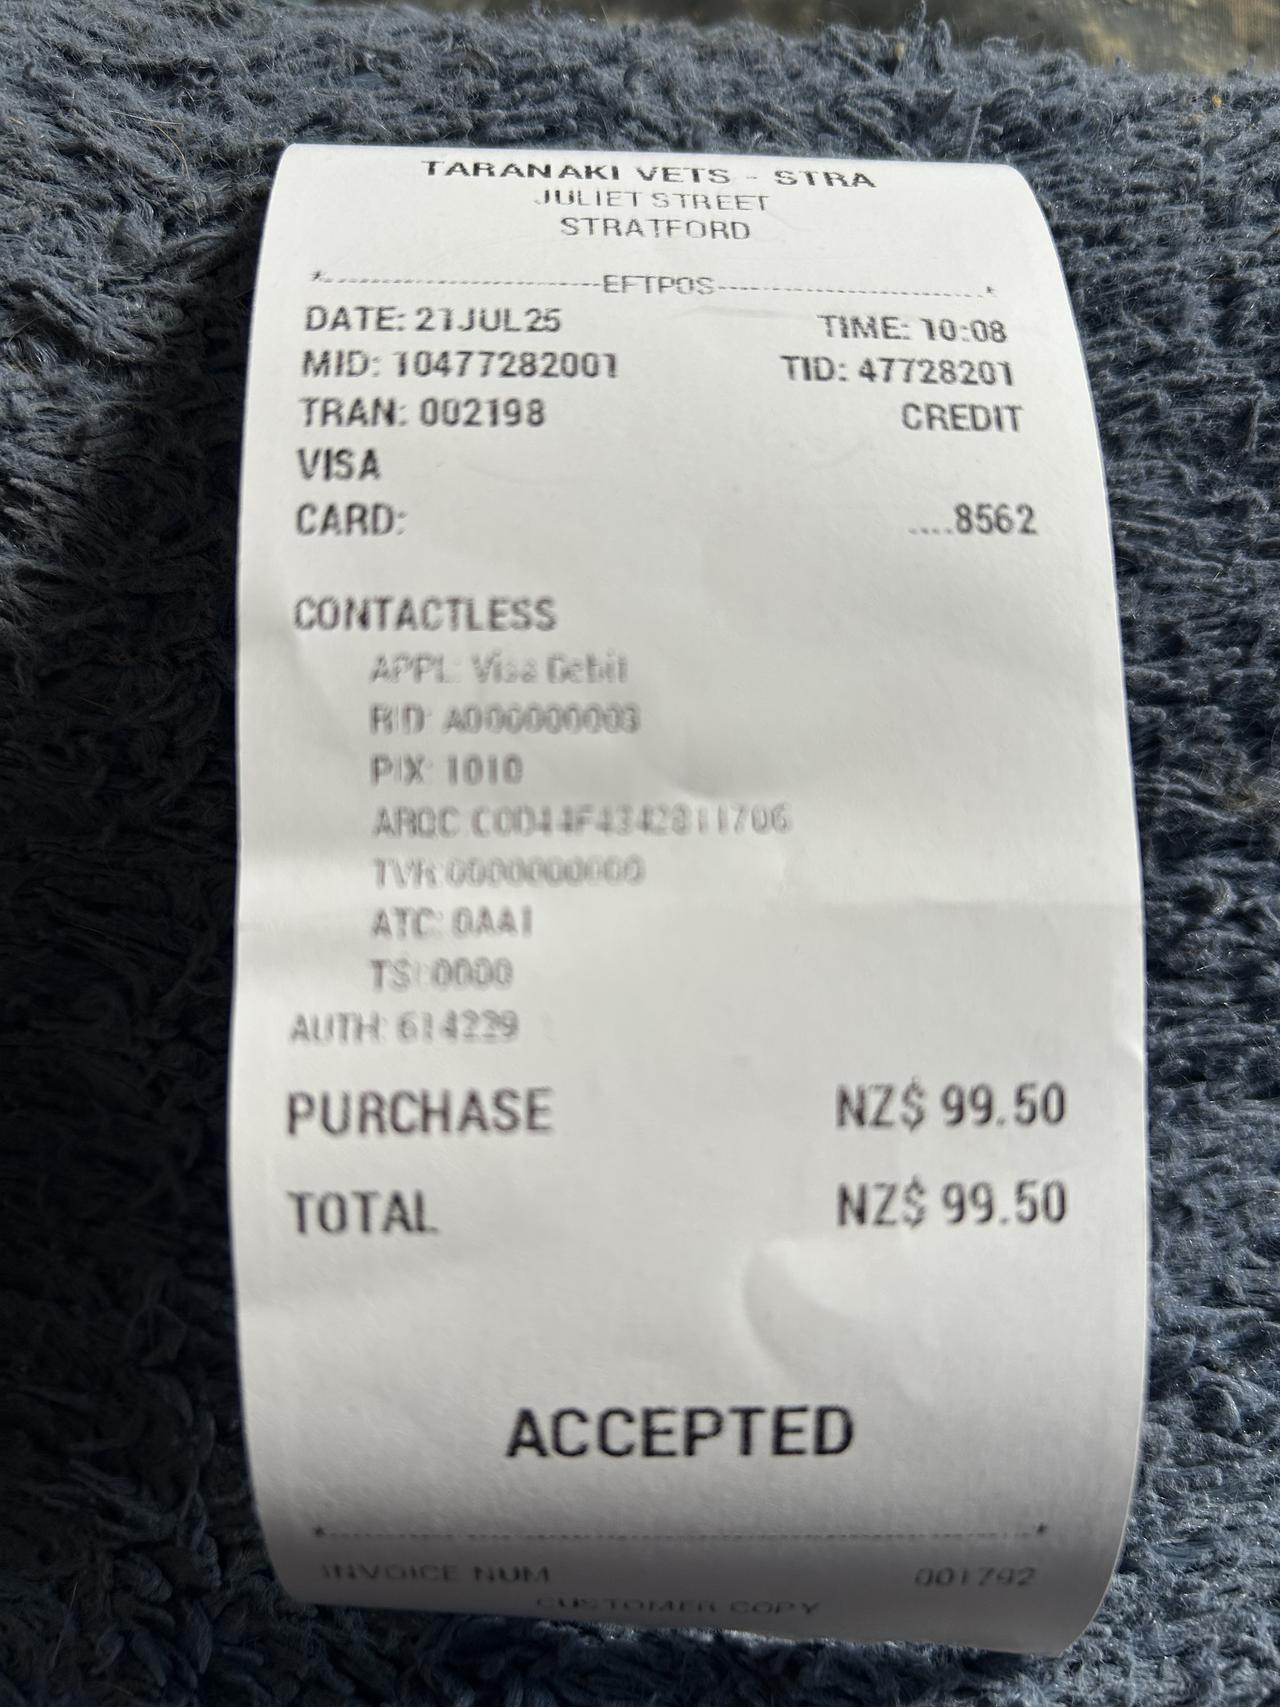 TARANAKI VETS - STRA
JULIET STREET
STRATFORD
*------------------EFTPOS------------------*
DATE: 21JUL25 TIME: 10:08
MID: 10477282001 TID: 47728201
TRAN: 002198 CREDIT
VISA
CARD: ....8562
CONTACTLESS
APPL: Visa Debit
RID: A000000003
PIX: 1010
ARQC: C0D44F4342811706
TVR: 0000000000
ATC: 0AA1
TSI: 0000
AUTH: 614229
PURCHASE NZ$ 99.50
TOTAL NZ$ 99.50
ACCEPTED
*------------------------------------------*
INVOICE NUM 001792
CUSTOMER COPY